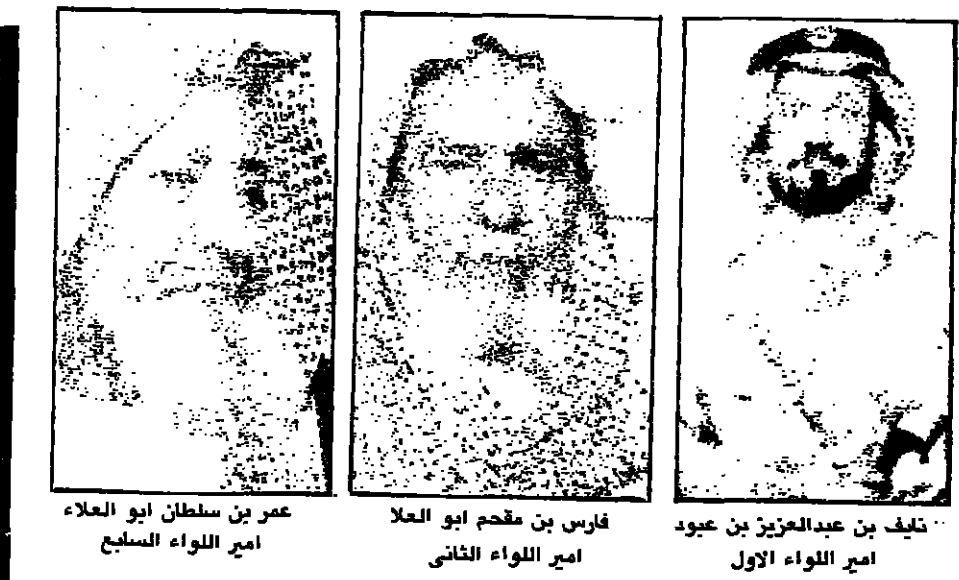 نايف بن عبدالعزيز بن عبود
امير اللواء الاول
فارس بن مقحم ابو العلا
امير اللواء الثانى
عمر بن سلطان ابو العلاء
امير اللواء السابع